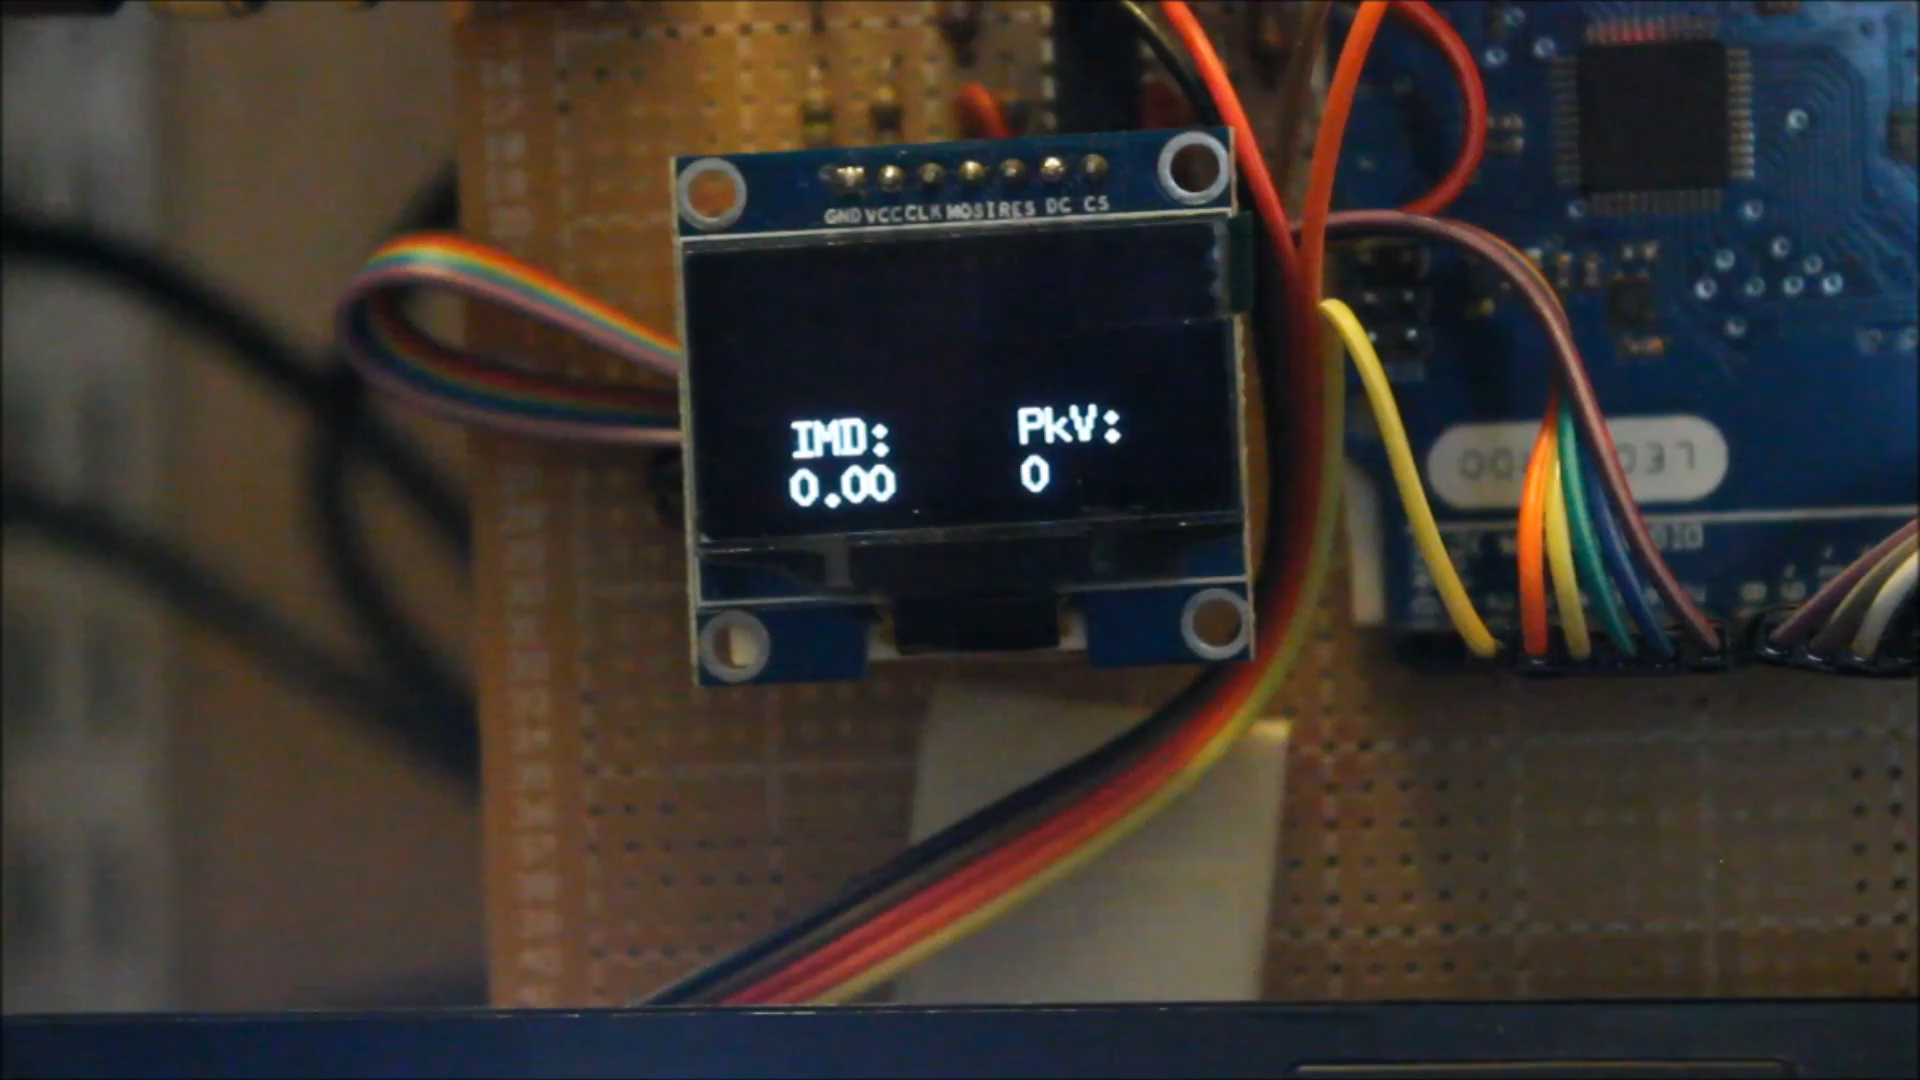 GND VCC CLK MOSI RES DC CS
IMD: PkV:
0.00 0